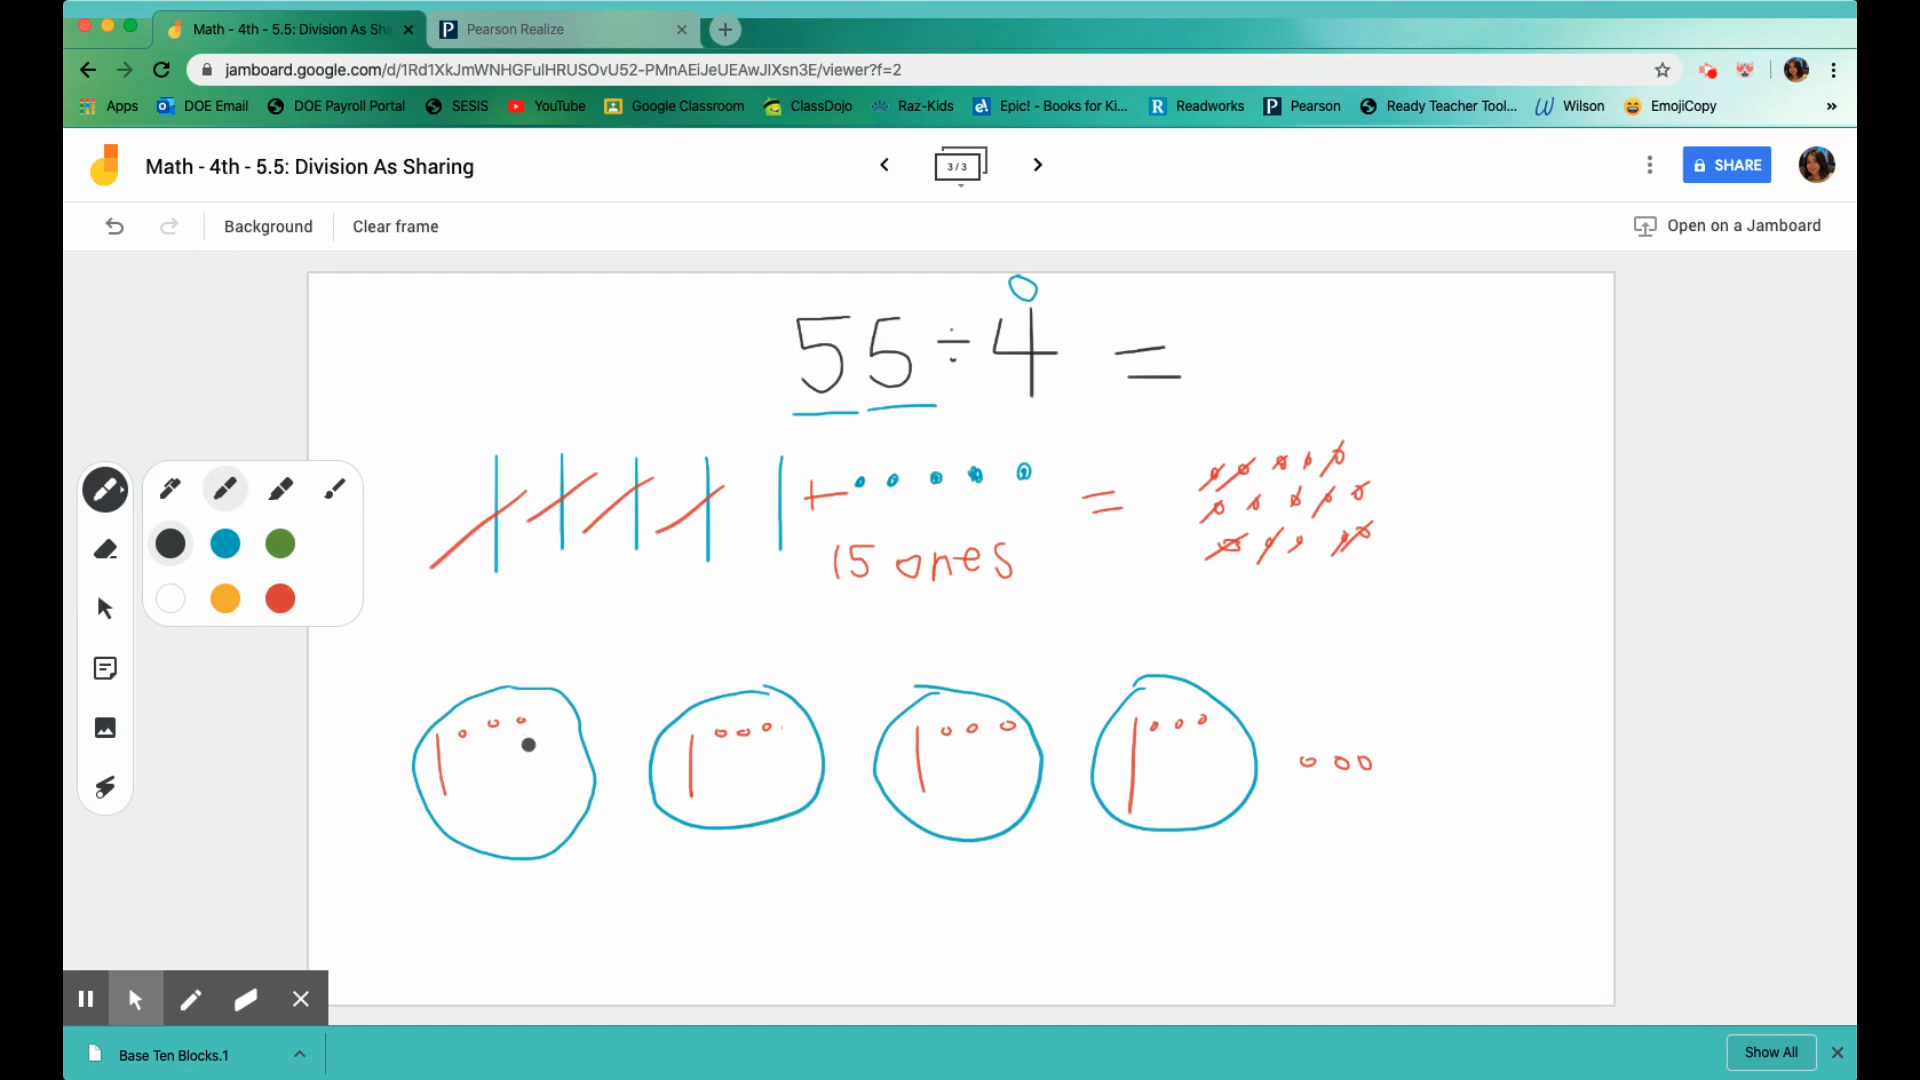 Math - 4th - 5.5: Division As Sha
Pearson Realize
jamboard.google.com/d/1Rd1XkJmWNHGFulHRUSOvU52-PMnAEiJeUEAwJIXsn3E/viewer?f=2
Apps DOE Email DOE Payroll Portal SESIS YouTube Google Classroom ClassDojo Raz-Kids Epic! - Books for Ki... Readworks Pearson Ready Teacher Tool... Wilson EmojiCopy »
Math - 4th - 5.5: Division As Sharing
3 / 3
SHARE
Background
Clear frame
Open on a Jamboard
55 ÷ 4 =
+ =
15 ones
Base Ten Blocks.1
Show All